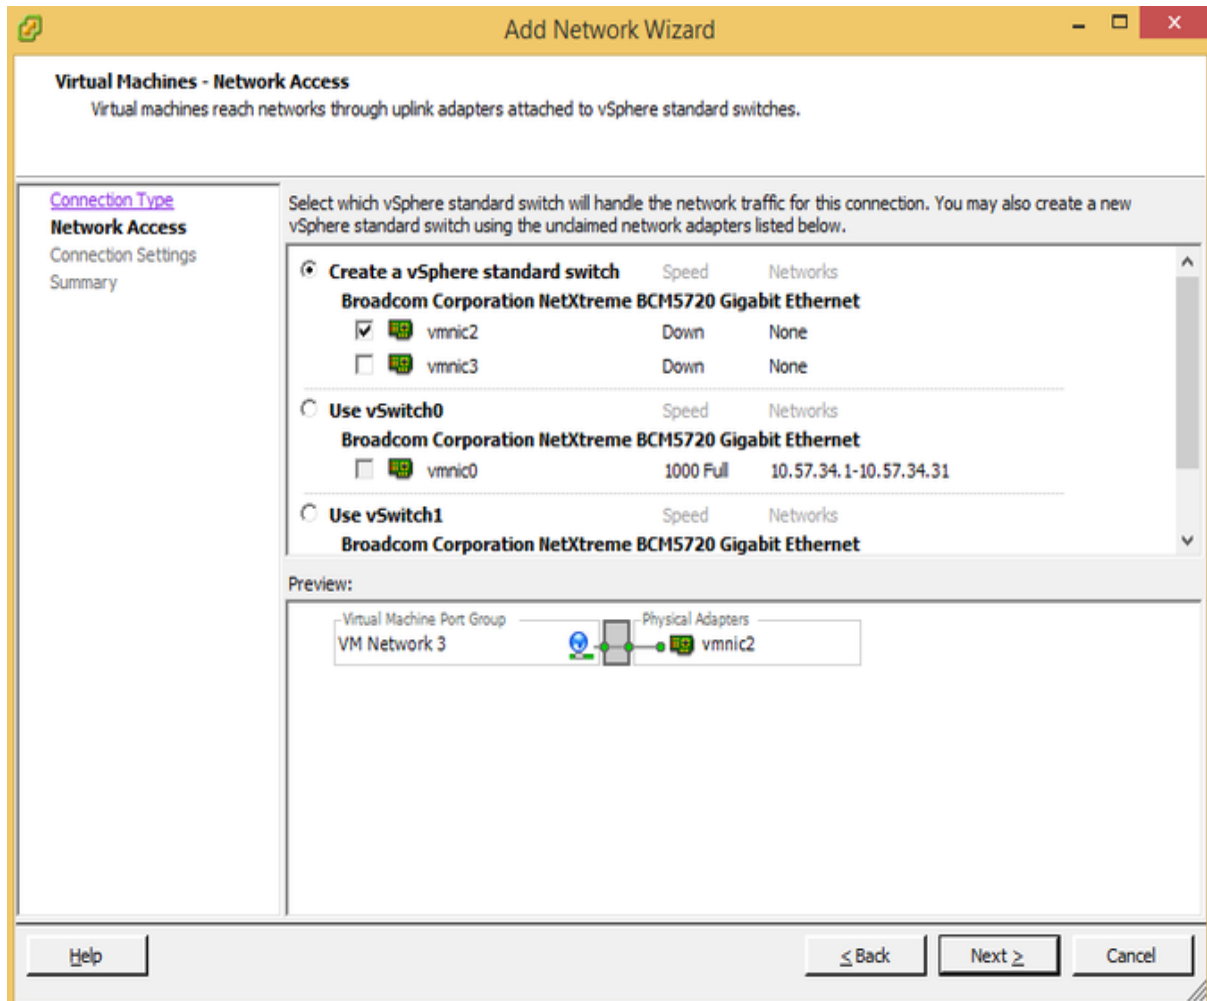 Add Network Wizard
Virtual Machines - Network Access
Virtual machines reach networks through uplink adapters attached to vSphere standard switches.
Connection Type
Network Access
Connection Settings
Summary
Select which vSphere standard switch will handle the network traffic for this connection. You may also create a new
vSphere standard switch using the unclaimed network adapters listed below.
Create a vSphere standard switch Speed Networks
Broadcom Corporation NetXtreme BCM5720 Gigabit Ethernet
vmnic2 Down None
vmnic3 Down None
Use vSwitch0 Speed Networks
Broadcom Corporation NetXtreme BCM5720 Gigabit Ethernet
vmnic0 1000 Full 10.57.34.1-10.57.34.31
Use vSwitch1 Speed Networks
Broadcom Corporation NetXtreme BCM5720 Gigabit Ethernet
Preview:
Virtual Machine Port Group Physical Adapters
VM Network 3 vmnic2
Help < Back Next > Cancel